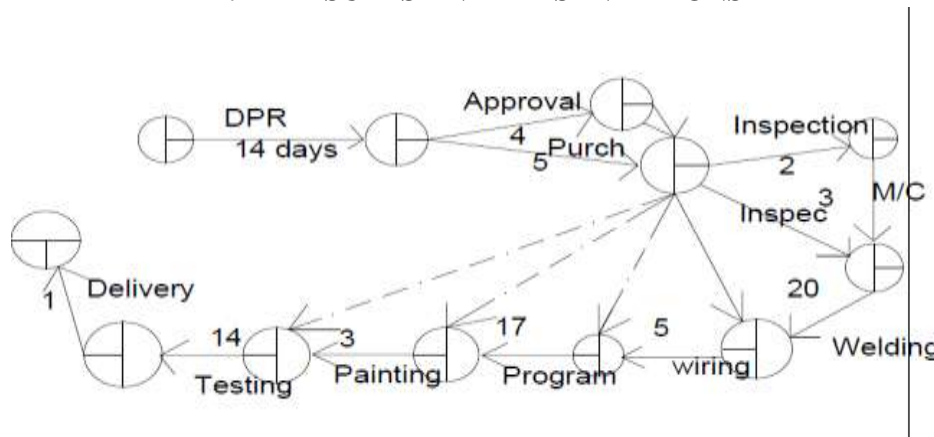 DPR
14 days
Approval
4
Purch
5
Inspection
2
M/C
3
Inspec
20
Welding
wiring
5
Program
17
Painting
3
Testing
14
Delivery
1